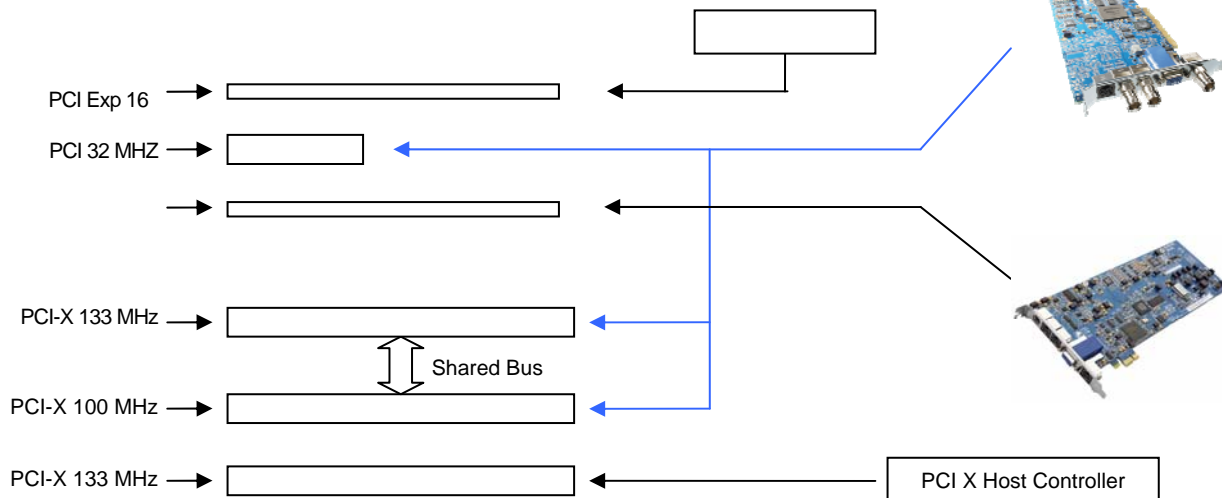 PCI Exp 16
PCI 32 MHZ
PCI-X 133 MHz
Shared Bus
PCI-X 100 MHz
PCI-X 133 MHz
PCI X Host Controller